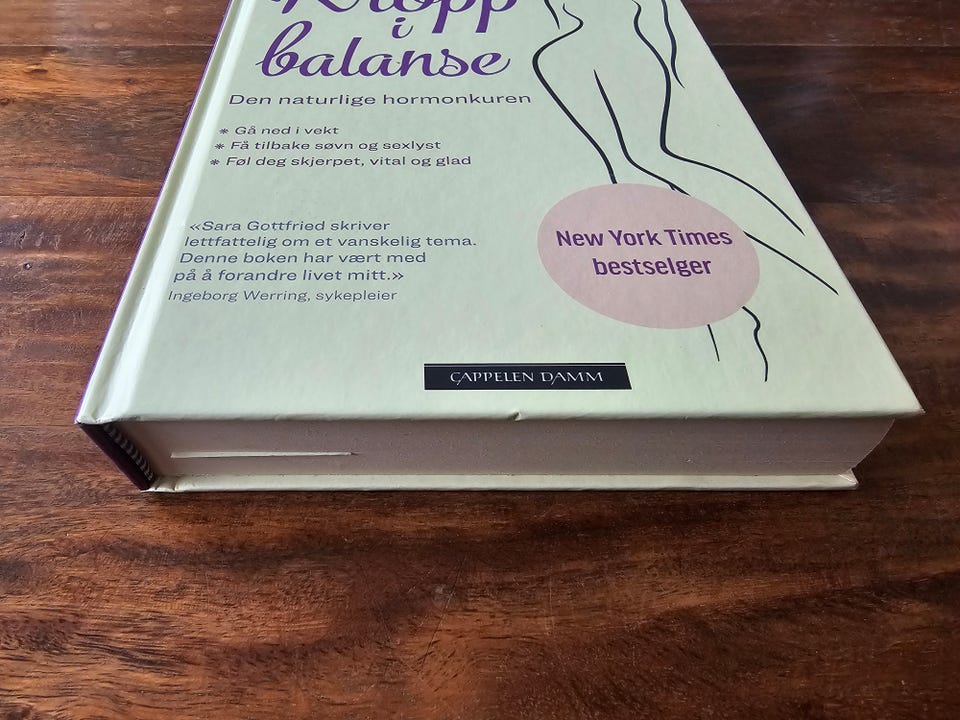 Kropp
i
balanse
Den naturlige hormonkuren
* Gå ned i vekt
* Få tilbake søvn og sexlyst
* Føl deg skjerpet, vital og glad
«Sara Gottfried skriver
lettfattelig om et vanskelig tema.
Denne boken har vært med
på å forandre livet mitt.»
Ingeborg Werring, sykepleier
New York Times
bestselger
CAPPELEN DAMM